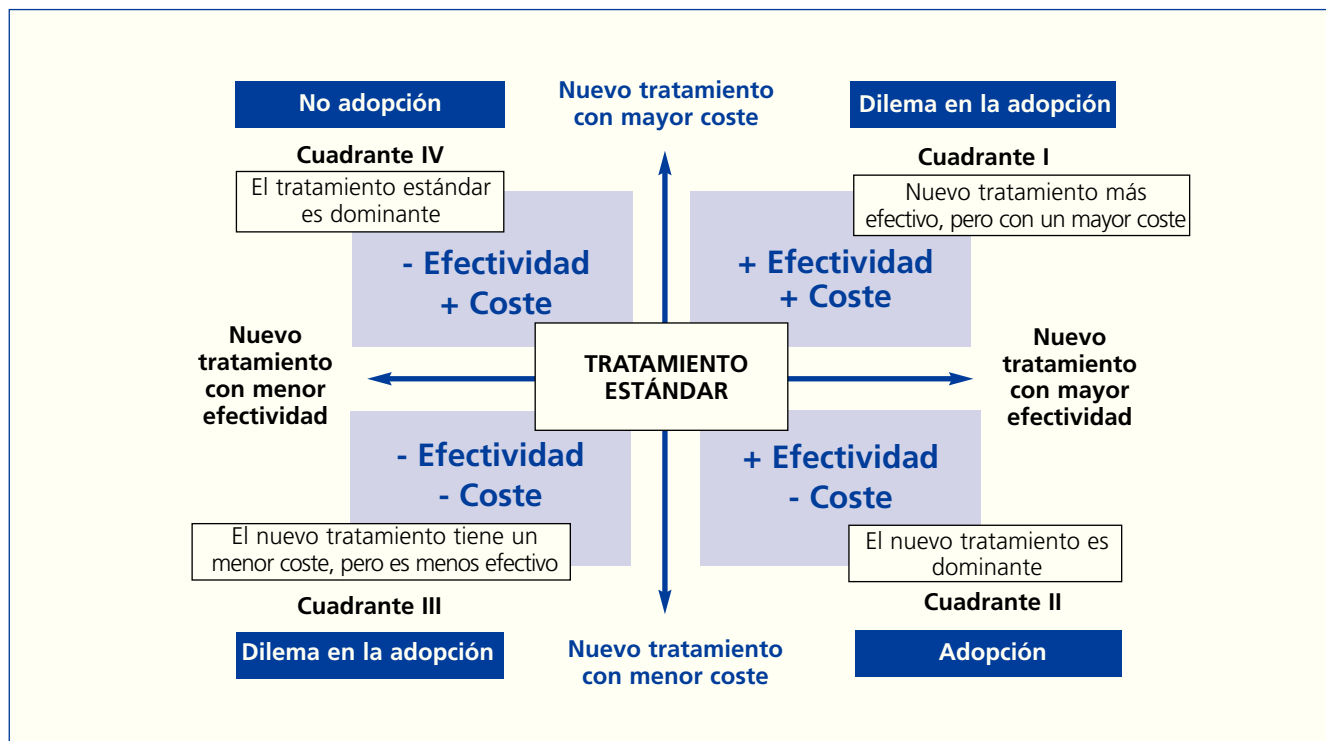 No adopción
Cuadrante IV
El tratamiento estándar
es dominante
- Efectividad
+ Coste
Nuevo tratamiento
con mayor coste
Dilema en la adopción
Cuadrante I
Nuevo tratamiento más
efectivo, pero con un mayor coste
+ Efectividad
+ Coste
Nuevo
tratamiento
con menor
efectividad
TRATAMIENTO
ESTÁNDAR
Nuevo
tratamiento
con mayor
efectividad
- Efectividad
- Coste
El nuevo tratamiento tiene un
menor coste, pero es menos efectivo
Cuadrante III
Dilema en la adopción
Nuevo tratamiento
con menor coste
+ Efectividad
- Coste
El nuevo tratamiento es
dominante
Cuadrante II
Adopción